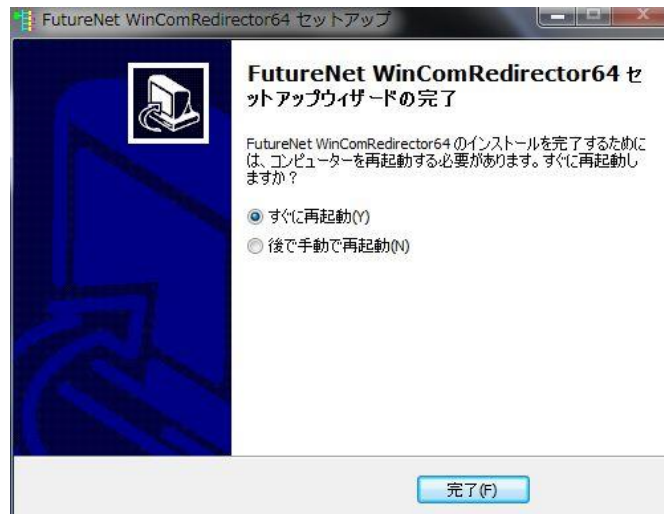 FutureNet WinComRedirector64 セットアップ
FutureNet WinComRedirector64 セ
ットアップウィザードの完了
FutureNet WinComRedirector64 のインストールを完了するために
は、コンピューターを再起動する必要があります。すぐに再起動し
ますか？
すぐに再起動(Y)
後で手動で再起動(N)
完了(F)